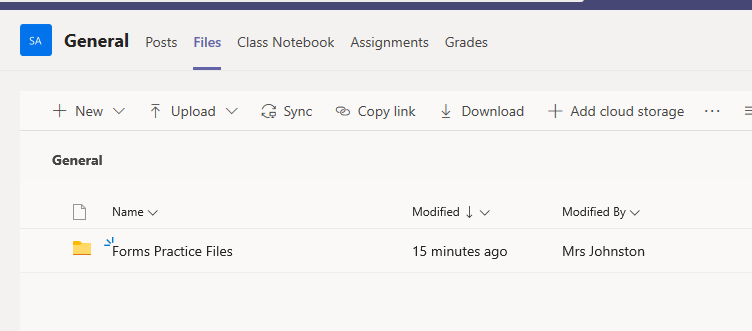 SA General Posts Files Class Notebook Assignments Grades
New Upload Sync Copy link Download Add cloud storage ...
General
Name Modified Modified By
Forms Practice Files 15 minutes ago Mrs Johnston